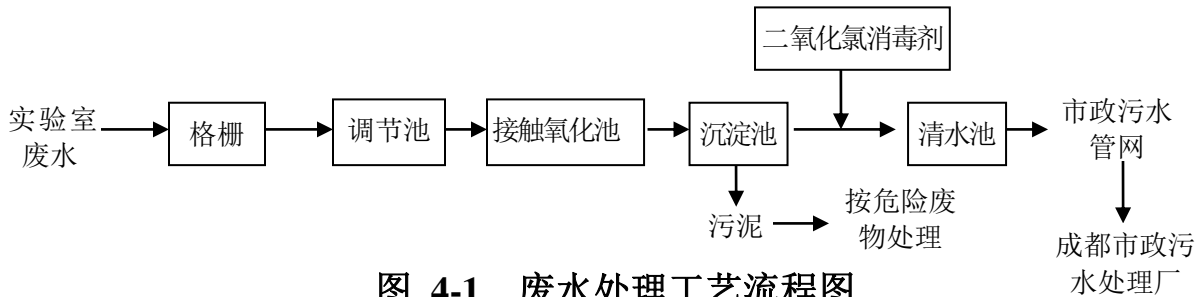 二氧化氯消毒剂
实验室
废水
格栅
调节池
接触氧化池
沉淀池
清水池
市政污水
管网
污泥
按危险废
物处理
成都市政污
水处理厂
图 4-1 废水处理工艺流程图